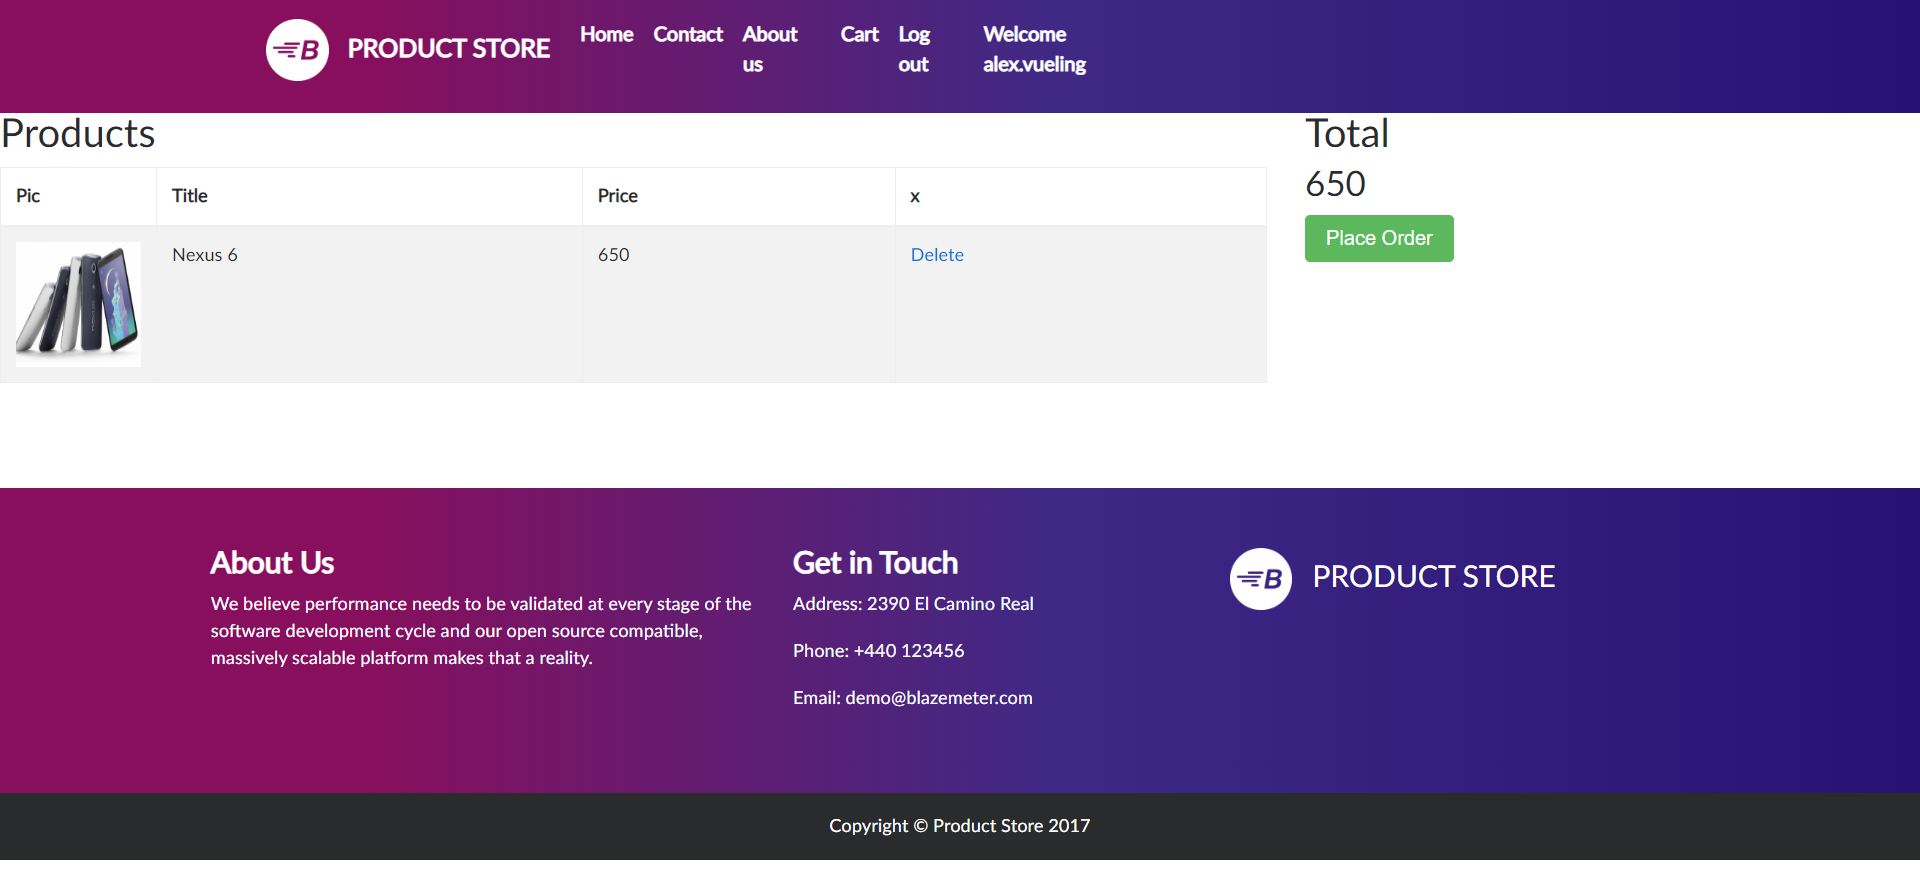 B PRODUCT STORE Home Contact About us Cart Log out Welcome alex.vueling
Products
Total
650
Place Order
Pic Title Price x
Nexus 6 650 Delete
About Us
We believe performance needs to be validated at every stage of the
software development cycle and our open source compatible,
massively scalable platform makes that a reality.
Get in Touch
Address: 2390 El Camino Real
Phone: +440 123456
Email: demo@blazemeter.com
B PRODUCT STORE
Copyright © Product Store 2017